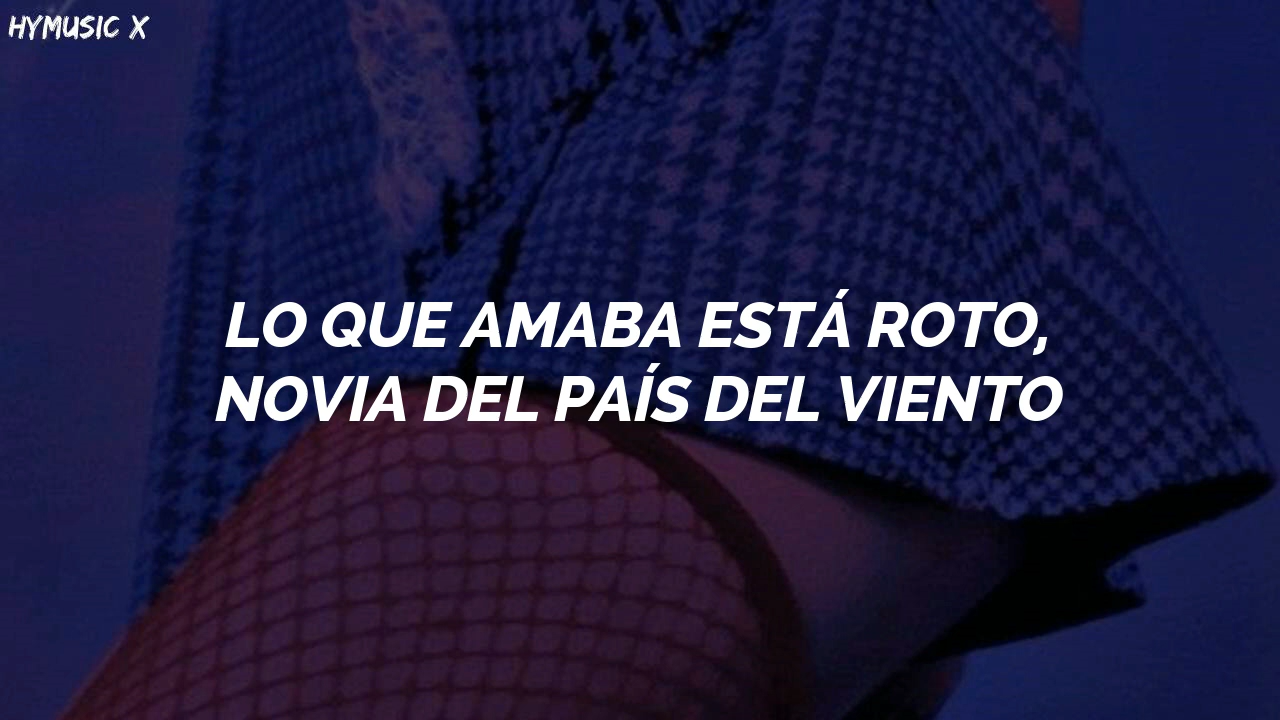 HYMUSIC X
LO QUE AMABA ESTÁ ROTO,
NOVIA DEL PAÍS DEL VIENTO